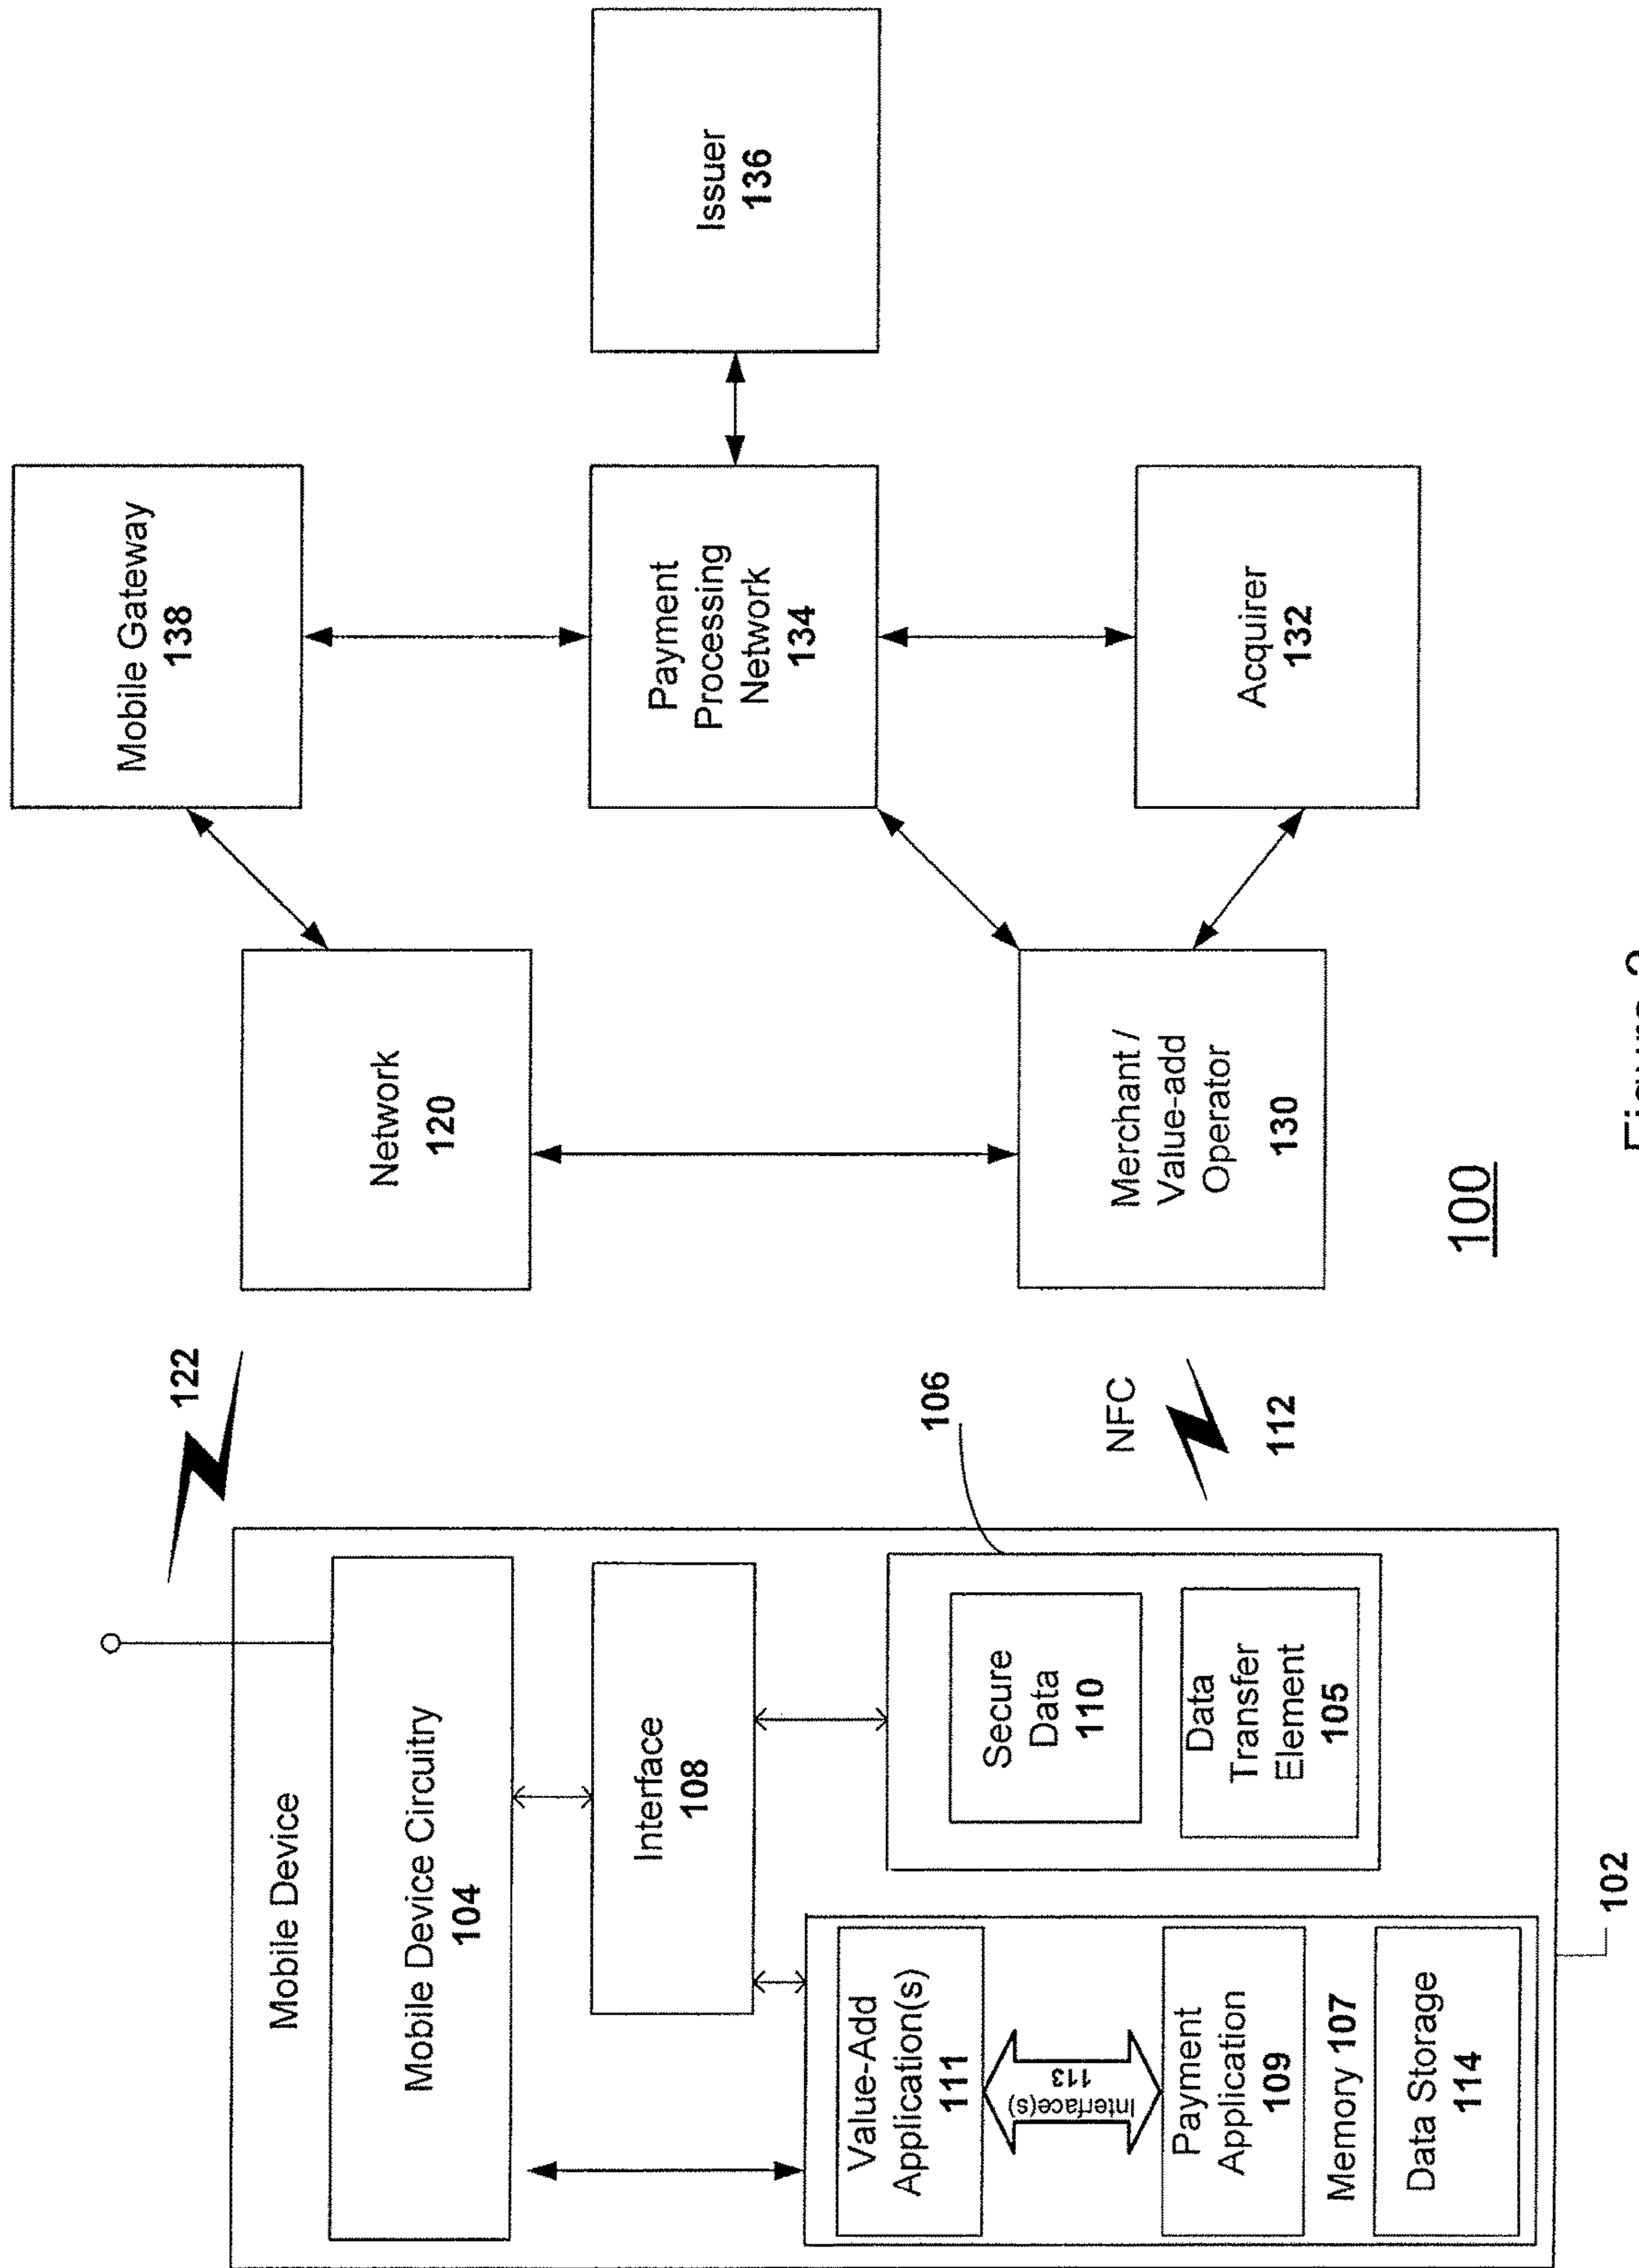 Mobile Device
Mobile Device Circuitry
104
Interface
108
Value-Add
Application(s)
111
Interface(s)
113
Payment
Application
109
Memory 107
Data Storage
114
Secure
Data
110
Data
Transfer
Element
105
106
102
122
NFC
112
Network
120
Merchant /
Value-add
Operator
130
Mobile Gateway
138
Payment
Processing
Network
134
Acquirer
132
Issuer
136
100